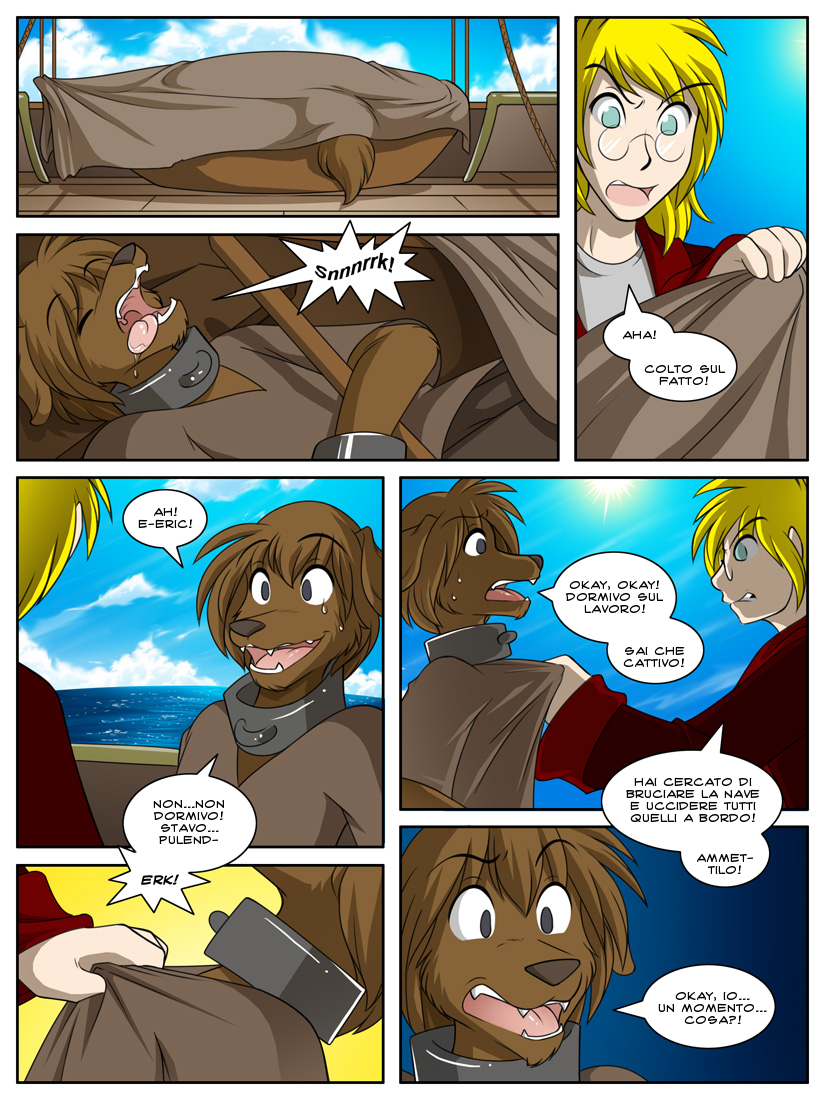 Snnnrrk!
AHA!
COLTO SUL
FATTO!
AH!
E-ERIC!
NON...NON
DORMIVO!
STAVO...
PULEND-
ERK!
OKAY, OKAY!
DORMIVO SUL
LAVORO!
SAI CHE
CATTIVO!
HAI CERCATO DI
BRUCIARE LA NAVE
E UCCIDERE TUTTI
QUELLI A BORDO!
AMMET-
TILO!
OKAY, IO...
UN MOMENTO...
COSA?!